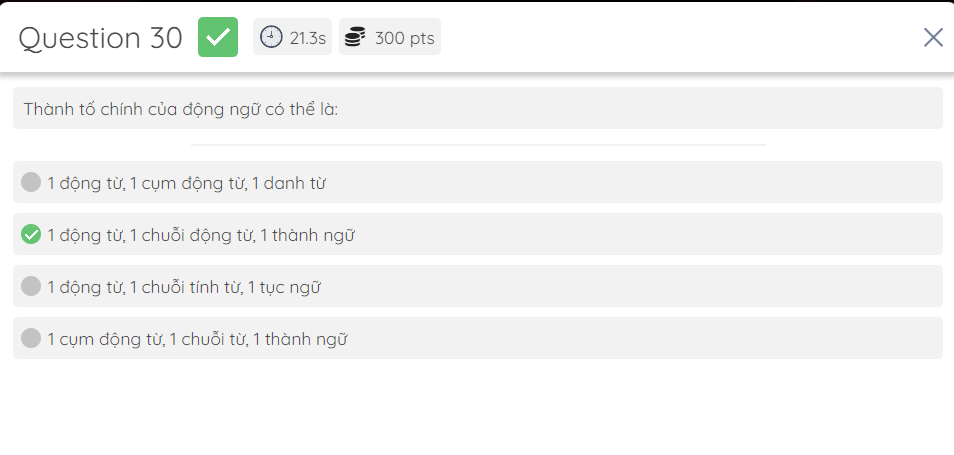 Question 30
21.3s
300 pts
Thành tố chính của động ngữ có thể là:
1 động từ, 1 cụm động từ, 1 danh từ
1 động từ, 1 chuỗi động từ, 1 thành ngữ
1 động từ, 1 chuỗi tính từ, 1 tục ngữ
1 cụm động từ, 1 chuỗi từ, 1 thành ngữ